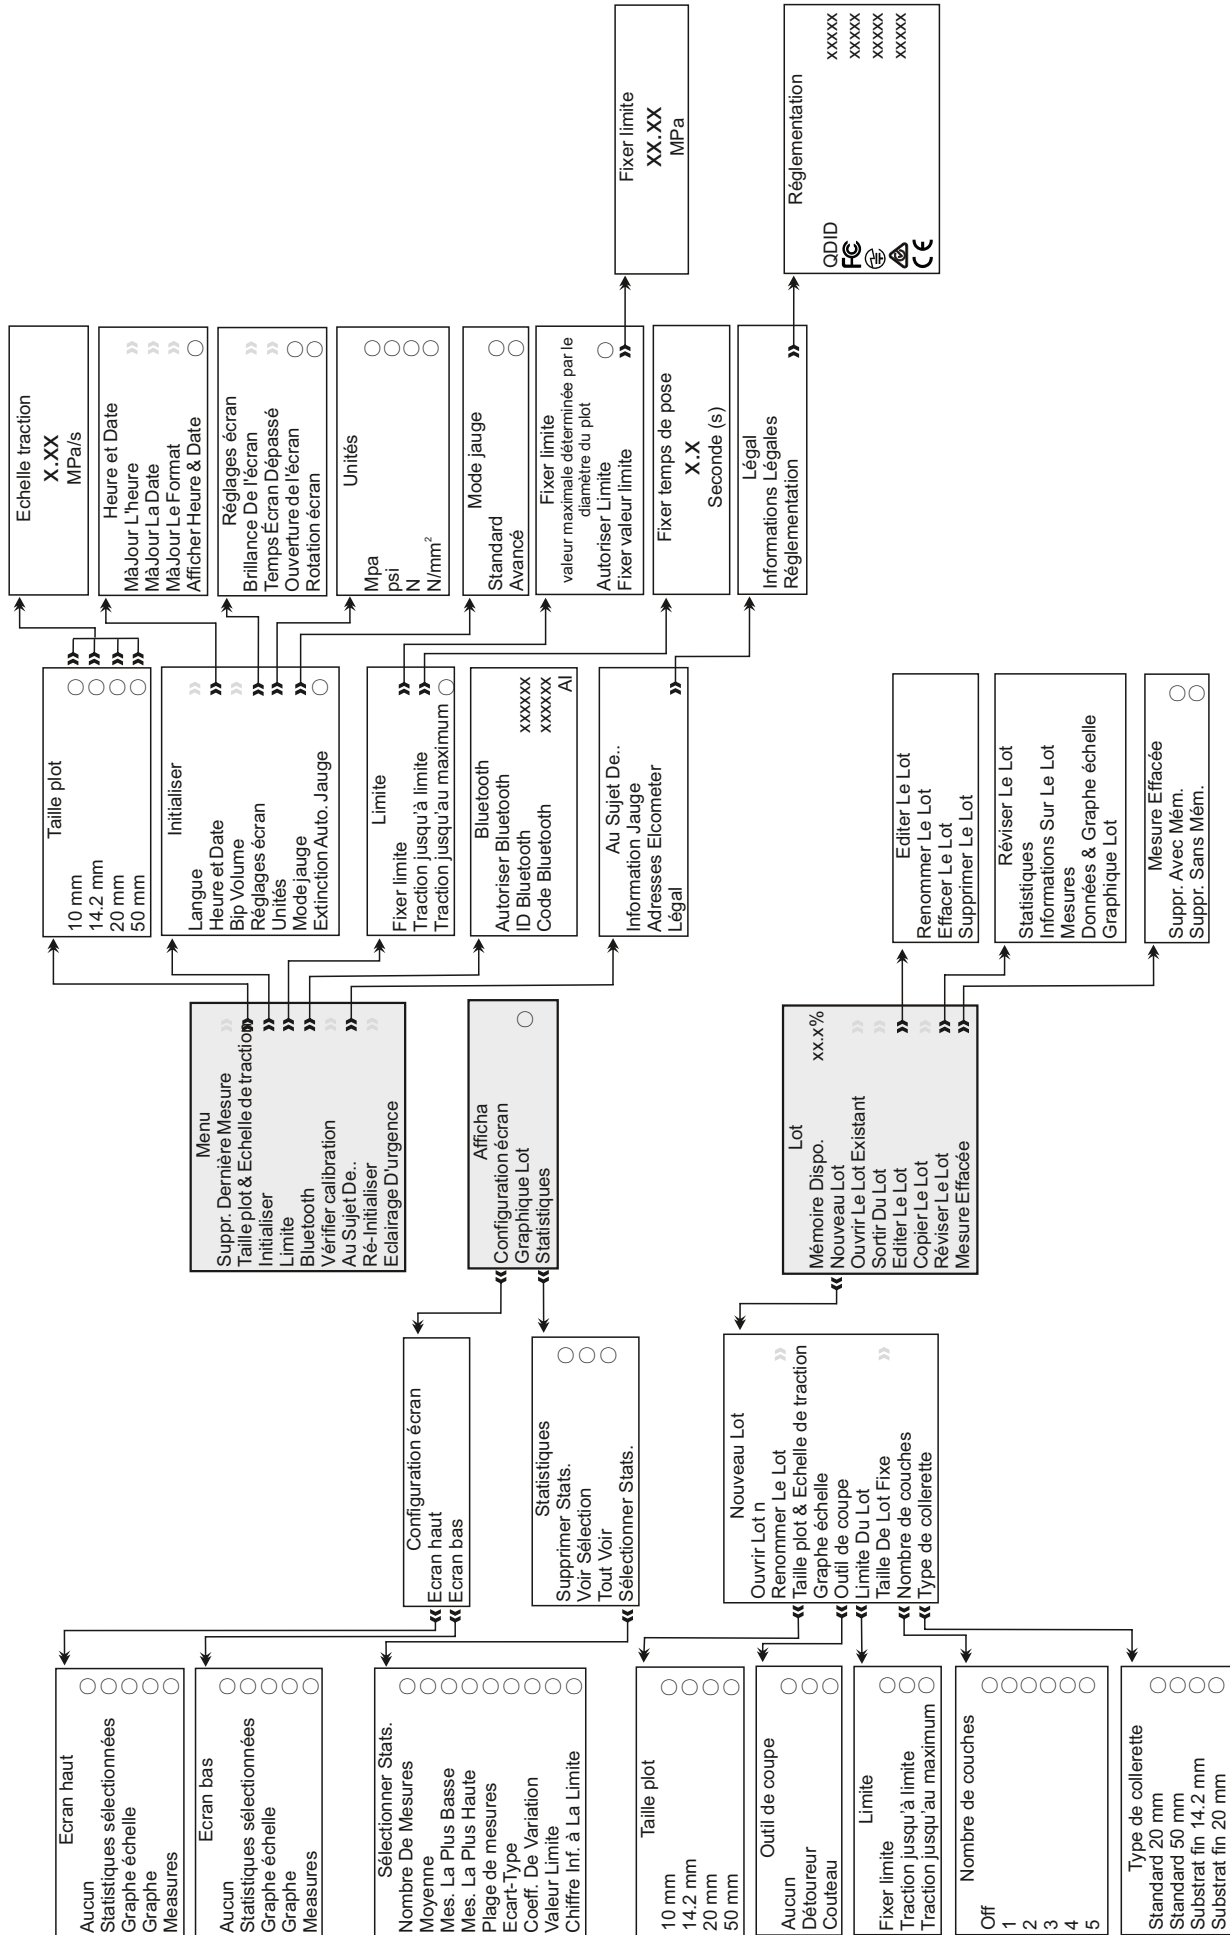 Ecran haut
Aucun
Statistiques sélectionnées
Graphe échelle
Graphe
Measures
Ecran bas
Aucun
Statistiques sélectionnées
Graphe échelle
Graphe
Measures
Sélectionner Stats.
Nombre De Mesures
Moyenne
Mes. La Plus Basse
Mes. La Plus Haute
Plage de mesures
Ecart-Type
Coeff. De Variation
Valeur Limite
Chiffre Inf. à La Limite
Taille plot
10 mm
14.2 mm
20 mm
50 mm
Outil de coupe
Aucun
Détoureur
Couteau
Limite
Fixer limite
Traction jusqu'à limite
Traction jusqu'au maximum
Nombre de couches
Off
1
2
3
4
5
Type de collerette
Standard 20 mm
Standard 50 mm
Substrat fin 14.2 mm
Substrat fin 20 mm
Configuration écran
Ecran haut
Ecran bas
Statistiques
Supprimer Stats.
Voir Sélection
Tout Voir
Sélectionner Stats.
Nouveau Lot
Ouvrir Lot n
Renommer Le Lot
Taille plot & Echelle de traction
Graphe échelle
Outil de coupe
Limite Du Lot
Taille De Lot Fixe
Nombre de couches
Type de collerette
Menu
Suppr. Dernière Mesure
Taille plot & Echelle de traction
Initialiser
Limite
Bluetooth
Vérifier calibration
Au Sujet De..
Ré-Initialiser
Eclairage D'urgence
Afficha
Configuration écran
Graphique Lot
Statistiques
Lot
Mémoire Dispo. xx.x%
Nouveau Lot
Ouvrir Le Lot Existant
Sortir Du Lot
Editer Le Lot
Copier Le Lot
Réviser Le Lot
Mesure Effacée
Taille plot
10 mm
14.2 mm
20 mm
50 mm
Initialiser
Langue
Heure et Date
Bip Volume
Réglages écran
Unités
Mode jauge
Extinction Auto. Jauge
Limite
Fixer limite
Traction jusqu'à limite
Traction jusqu'au maximum
Bluetooth
Autoriser Bluetooth
ID Bluetooth xxxxxx
Code Bluetooth xxxxxx
AI
Au Sujet De..
Information Jauge
Adresses Elcometer
Légal
Editer Le Lot
Renommer Le Lot
Effacer Le Lot
Supprimer Le Lot
Réviser Le Lot
Statistiques
Informations Sur Le Lot
Mesures
Données & Graphe échelle
Graphique Lot
Mesure Effacée
Suppr. Avec Mém.
Suppr. Sans Mém.
Echelle traction
X.XX
MPa/s
Heure et Date
MàJour L'heure
MàJour La Date
MàJour Le Format
Afficher Heure & Date
Réglages écran
Brillance De l'écran
Temps Écran Dépassé
Ouverture de l'écran
Rotation écran
Unités
Mpa
psi
N
N/mm²
Mode jauge
Standard
Avancé
Fixer limite
valeur maximale déterminée par le
diamètre du plot
Autoriser Limite
Fixer valeur limite
Fixer temps de pose
X.X
Seconde (s)
Légal
Informations Légales
Réglementation
Fixer limite
XX.XX
MPa
Réglementation
QDID xxxxx
FC xxxxx
xxxxx
xxxxx
CE